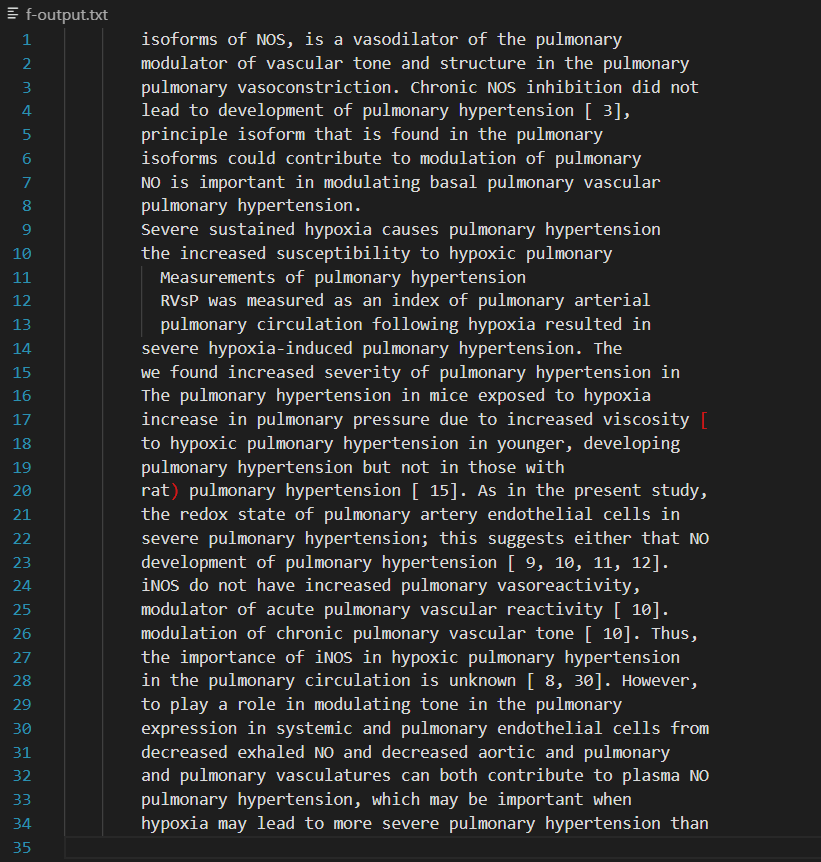 f-output.txt
1 isoforms of NOS, is a vasodilator of the pulmonary
2 modulator of vascular tone and structure in the pulmonary
3 pulmonary vasoconstriction. Chronic NOS inhibition did not
4 lead to development of pulmonary hypertension [ 3],
5 principle isoform that is found in the pulmonary
6 isoforms could contribute to modulation of pulmonary
7 NO is important in modulating basal pulmonary vascular
8 pulmonary hypertension.
9 Severe sustained hypoxia causes pulmonary hypertension
10 the increased susceptibility to hypoxic pulmonary
11 Measurements of pulmonary hypertension
12 RVsP was measured as an index of pulmonary arterial
13 pulmonary circulation following hypoxia resulted in
14 severe hypoxia-induced pulmonary hypertension. The
15 we found increased severity of pulmonary hypertension in
16 The pulmonary hypertension in mice exposed to hypoxia
17 increase in pulmonary pressure due to increased viscosity [
18 to hypoxic pulmonary hypertension in younger, developing
19 pulmonary hypertension but not in those with
20 rat) pulmonary hypertension [ 15]. As in the present study,
21 the redox state of pulmonary artery endothelial cells in
22 severe pulmonary hypertension; this suggests either that NO
23 development of pulmonary hypertension [ 9, 10, 11, 12].
24 iNOS do not have increased pulmonary vasoreactivity,
25 modulator of acute pulmonary vascular reactivity [ 10].
26 modulation of chronic pulmonary vascular tone [ 10]. Thus,
27 the importance of iNOS in hypoxic pulmonary hypertension
28 in the pulmonary circulation is unknown [ 8, 30]. However,
29 to play a role in modulating tone in the pulmonary
30 expression in systemic and pulmonary endothelial cells from
31 decreased exhaled NO and decreased aortic and pulmonary
32 and pulmonary vasculatures can both contribute to plasma NO
33 pulmonary hypertension, which may be important when
34 hypoxia may lead to more severe pulmonary hypertension than
35